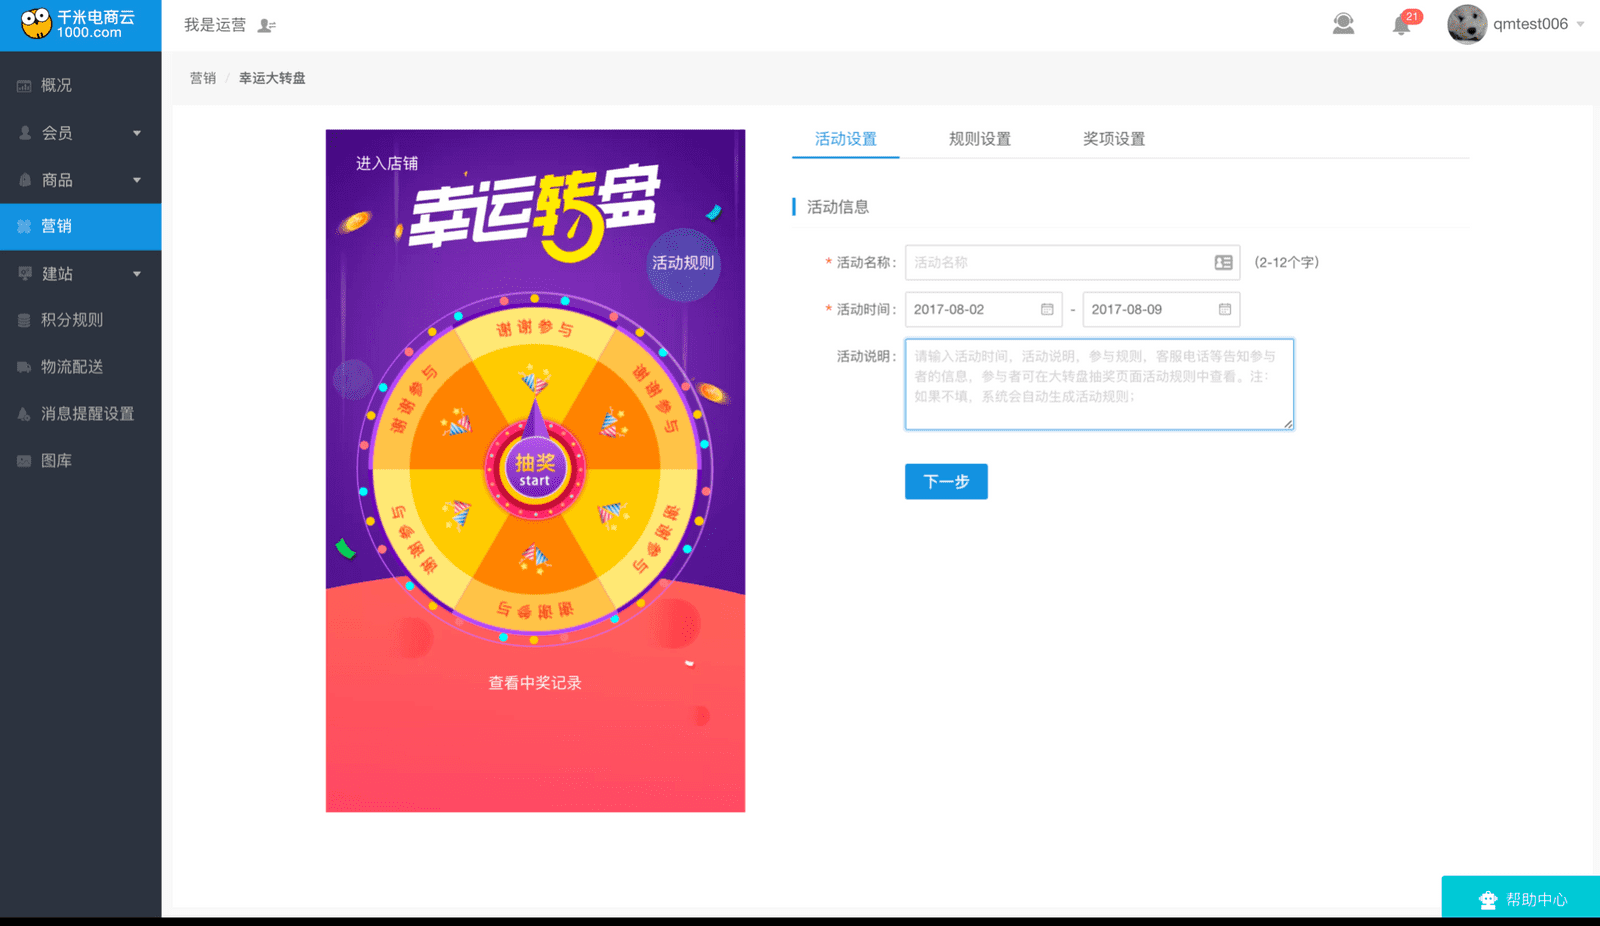 千米电商云
1000.com
我是运营
21
qmtest006
概况
会员
商品
营销
建站
积分规则
物流配送
消息提醒设置
图库
营销 / 幸运大转盘
进入店铺
幸运转盘
活动规则
谢谢参与
谢谢参与
谢谢参与
谢谢参与
谢谢参与
谢谢参与
抽奖
start
查看中奖记录
活动设置 规则设置 奖项设置
活动信息
* 活动名称： 活动名称 (2-12个字)
* 活动时间： 2017-08-02 - 2017-08-09
活动说明： 请输入活动时间，活动说明，参与规则，客服电话等告知参与
者的信息，参与者可在大转盘抽奖页面活动规则中查看。注：
如果不填，系统会自动生成活动规则；
下一步
帮助中心